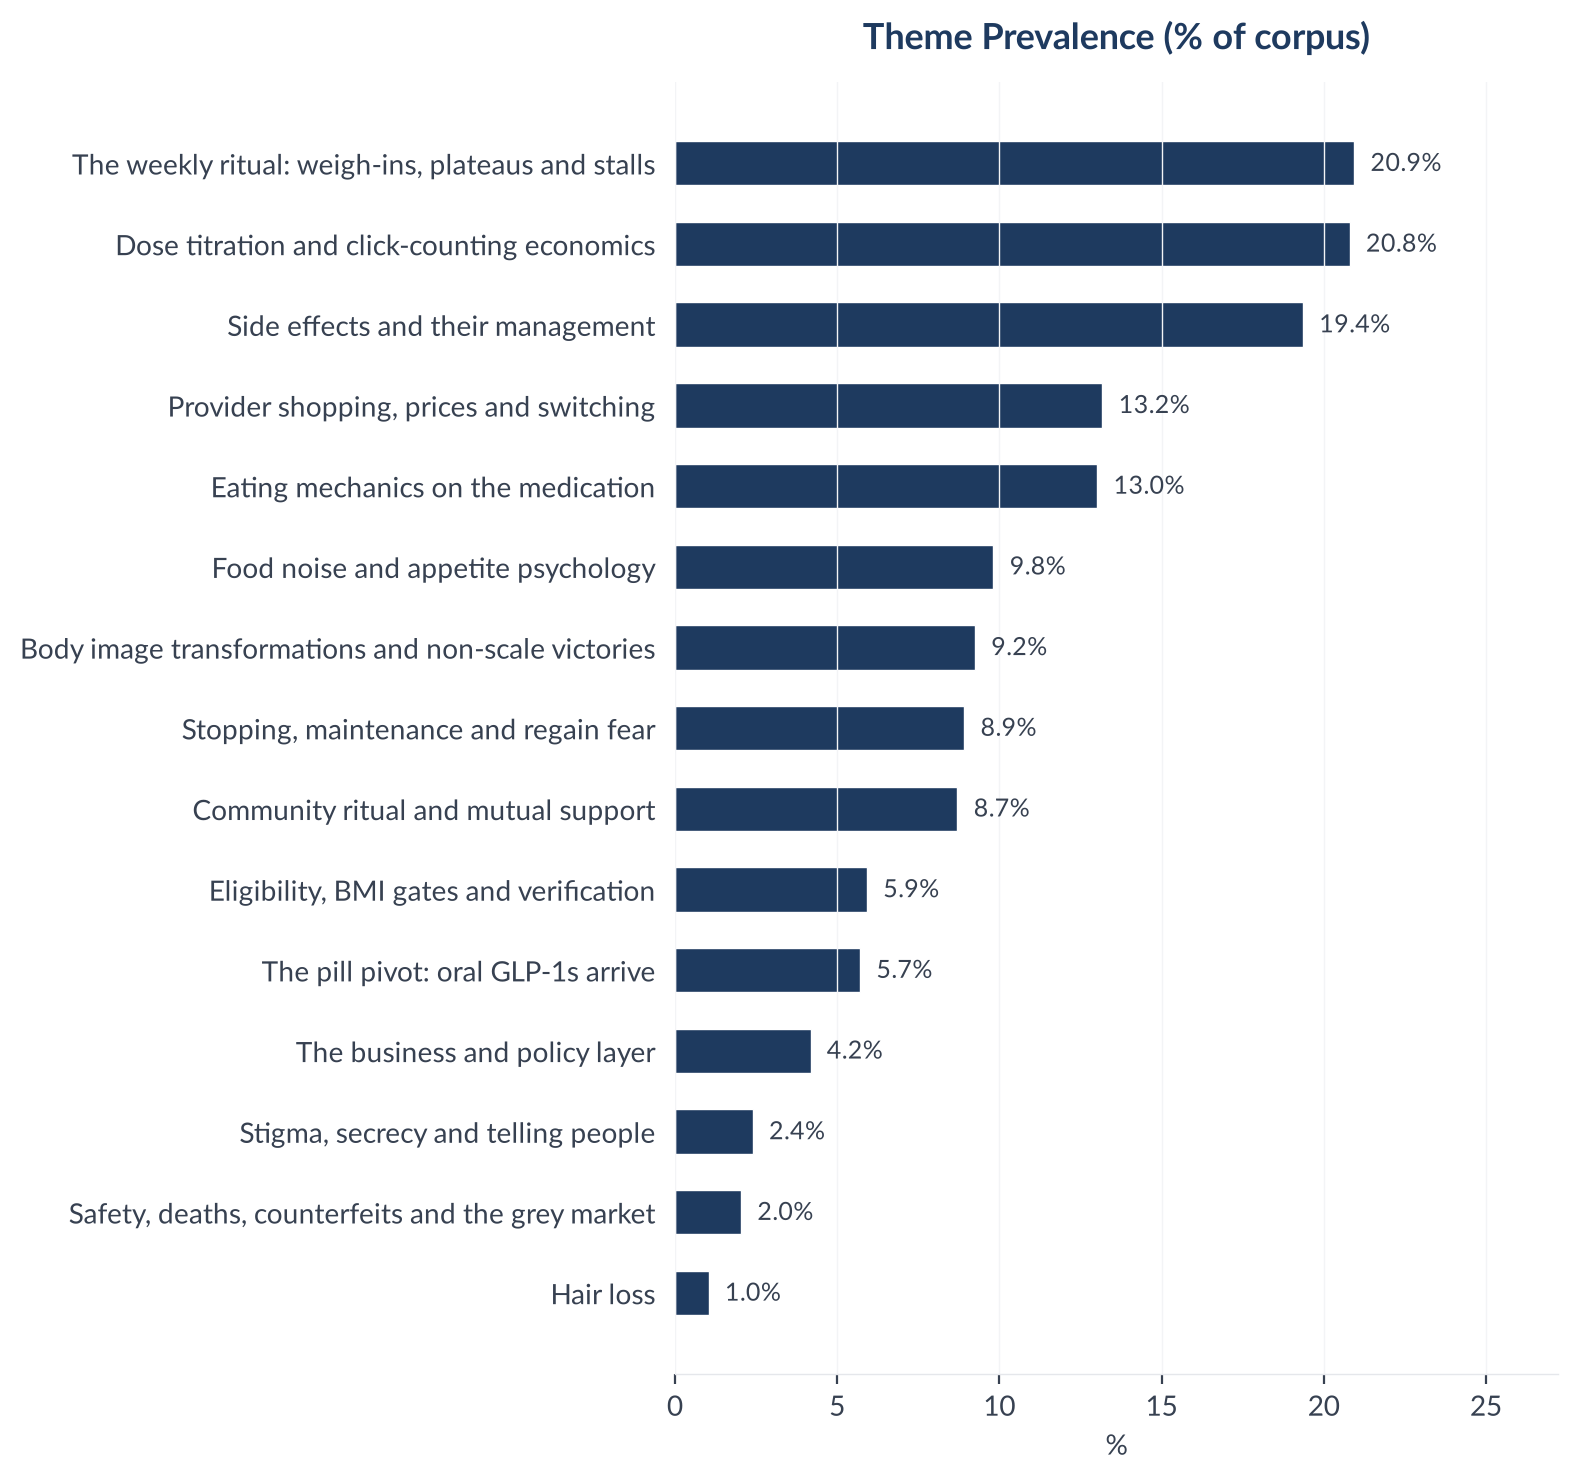 Theme Prevalence (% of corpus)
The weekly ritual: weigh-ins, plateaus and stalls 20.9%
Dose titration and click-counting economics 20.8%
Side effects and their management 19.4%
Provider shopping, prices and switching 13.2%
Eating mechanics on the medication 13.0%
Food noise and appetite psychology 9.8%
Body image transformations and non-scale victories 9.2%
Stopping, maintenance and regain fear 8.9%
Community ritual and mutual support 8.7%
Eligibility, BMI gates and verification 5.9%
The pill pivot: oral GLP-1s arrive 5.7%
The business and policy layer 4.2%
Stigma, secrecy and telling people 2.4%
Safety, deaths, counterfeits and the grey market 2.0%
Hair loss 1.0%
0 5 10 15 20 25
%